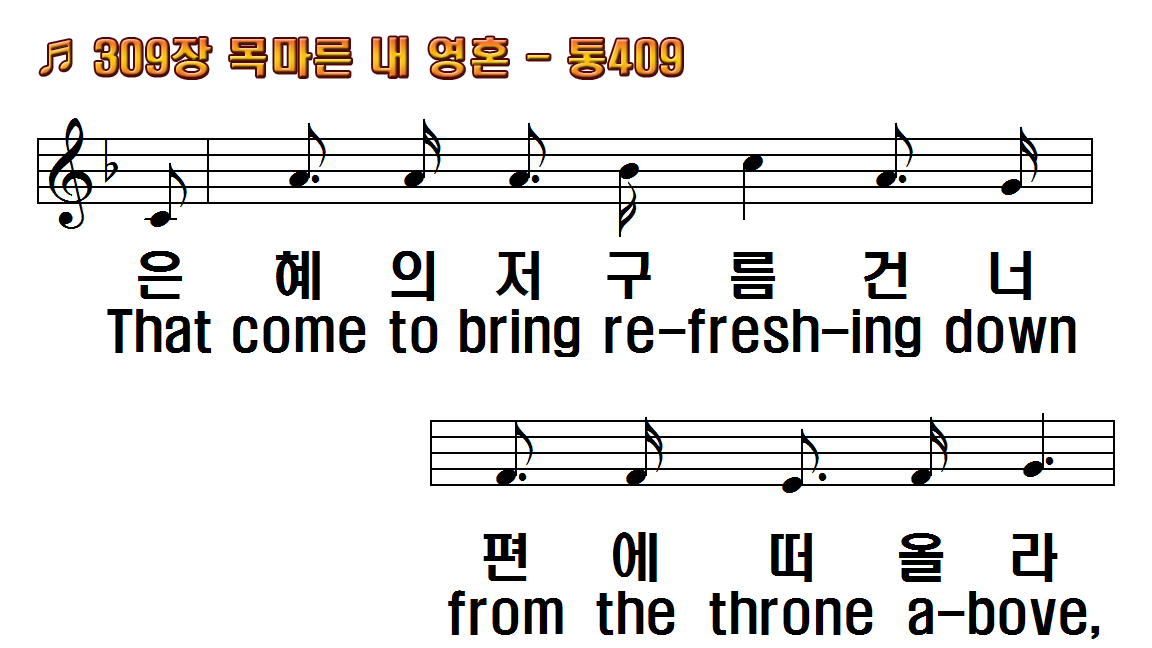 ♬ 309장 목마른 내 영혼 - 통409
은 혜 의 저 구 름 건 너
That come to bring re-fresh-ing down
편 에 떠 올 라
from the throne a-bove,